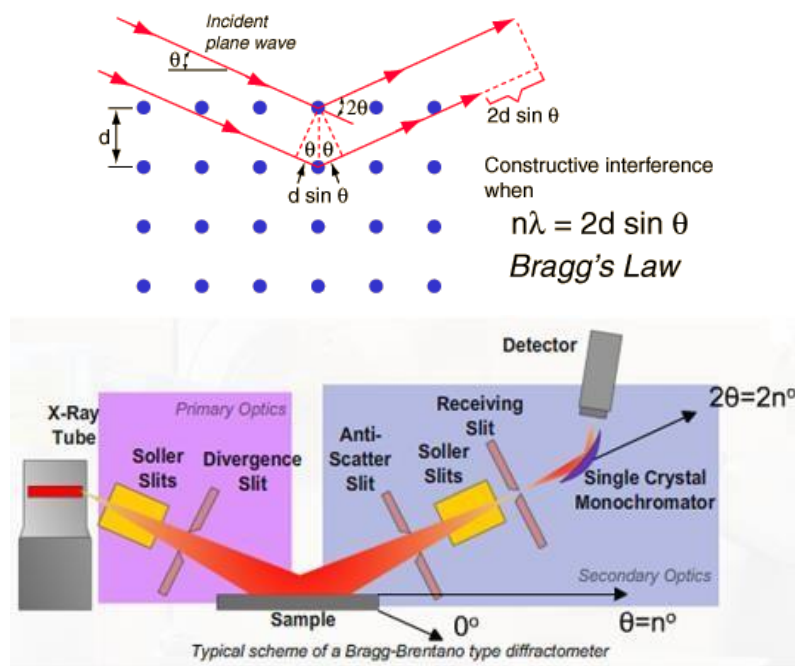 Incident
plane wave
θ
2θ
d
θ θ
d sin θ
2d sin θ
Constructive interference
when
nλ = 2d sin θ
Bragg's Law
Detector
2θ=2nº
X-Ray
Tube
Primary Optics
Soller
Slits
Divergence
Slit
Anti-
Scatter
Slit
Receiving
Slit
Soller
Slits
Single Crystal
Monochromator
Secondary Optics
Sample
0º
θ=nº
Typical scheme of a Bragg-Brentano type diffractometer